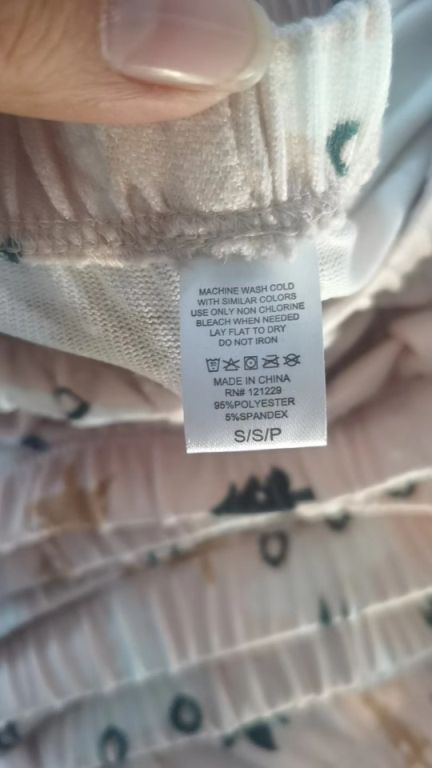 MACHINE WASH COLD
WITH SIMILAR COLORS
USE ONLY NON CHLORINE
BLEACH WHEN NEEDED
LAY FLAT TO DRY
DO NOT IRON
MADE IN CHINA
RN# 121229
95%POLYESTER
5%SPANDEX
S/S/P